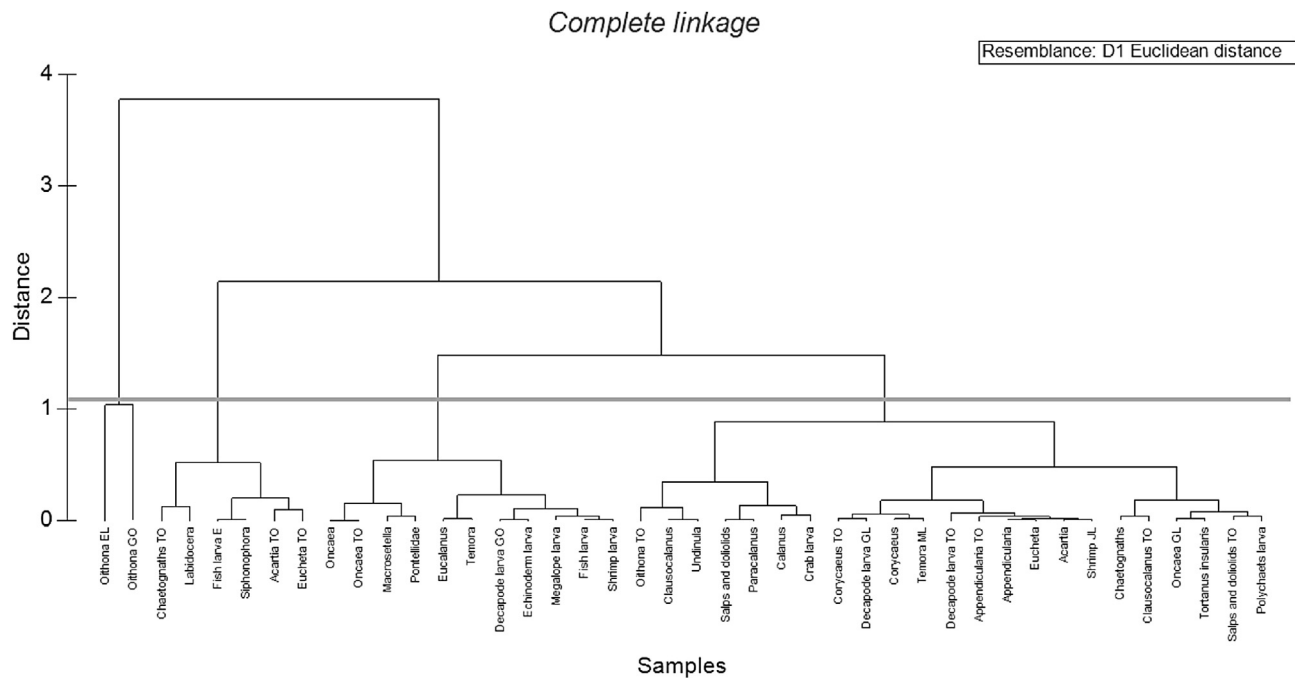 Complete linkage
Resemblance: D1 Euclidean distance
4
3
2
1
0
Distance
Oithona EL
Oithona GO
Chaetognaths TO
Labidocera
Fish larva E
Siphonophora
Acartia TO
Eucheta TO
Oncaea
Oncaea TO
Macrosetella
Pontellidae
Eucalanus
Temora
Decapode larva GO
Echinoderm larva
Megalope larva
Fish larva
Shrimp larva
Oithona TO
Clausocalanus
Undinula
Salps and doliolids
Paracalanus
Calanus
Crab larva
Corycaeus TO
Decapode larva GL
Corycaeus
Temora ML
Decapode larva TO
Appendicularia TO
Appendicularia
Eucheta
Acartia
Shrimp JL
Chaetognaths
Clausocalanus TO
Oncaea GL
Tortanus insularis
Salps and doliolids TO
Polychaets larva
Samples